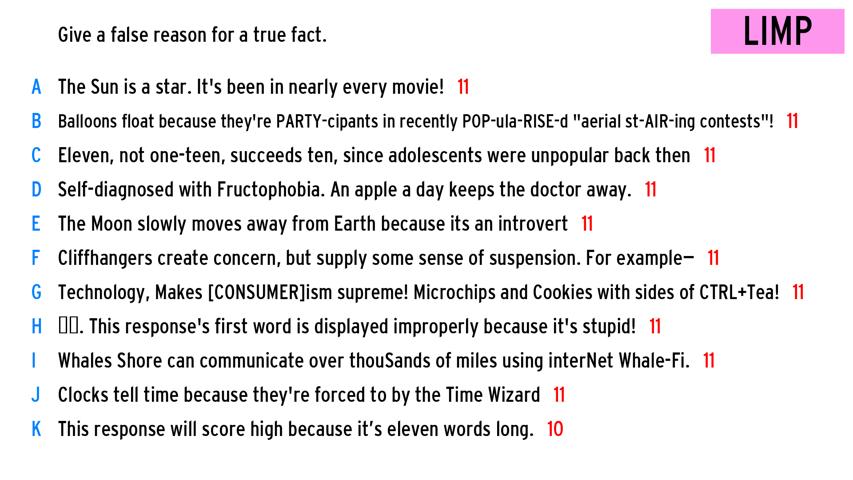 Give a false reason for a true fact.
LIMP
A The Sun is a star. It's been in nearly every movie! 11
B Balloons float because they're PARTY-cipants in recently POP-ula-RISE-d "aerial st-AIR-ing contests"! 11
C Eleven, not one-teen, succeeds ten, since adolescents were unpopular back then 11
D Self-diagnosed with Fructophobia. An apple a day keeps the doctor away. 11
E The Moon slowly moves away from Earth because its an introvert 11
F Cliffhangers create concern, but supply some sense of suspension. For example— 11
G Technology, Makes [CONSUMER]ism supreme! Microchips and Cookies with sides of CTRL+Tea! 11
H 􏿮􏿮. This response's first word is displayed improperly because it's stupid! 11
I Whales Shore can communicate over thouSands of miles using interNet Whale-Fi. 11
J Clocks tell time because they're forced to by the Time Wizard 11
K This response will score high because it’s eleven words long. 10